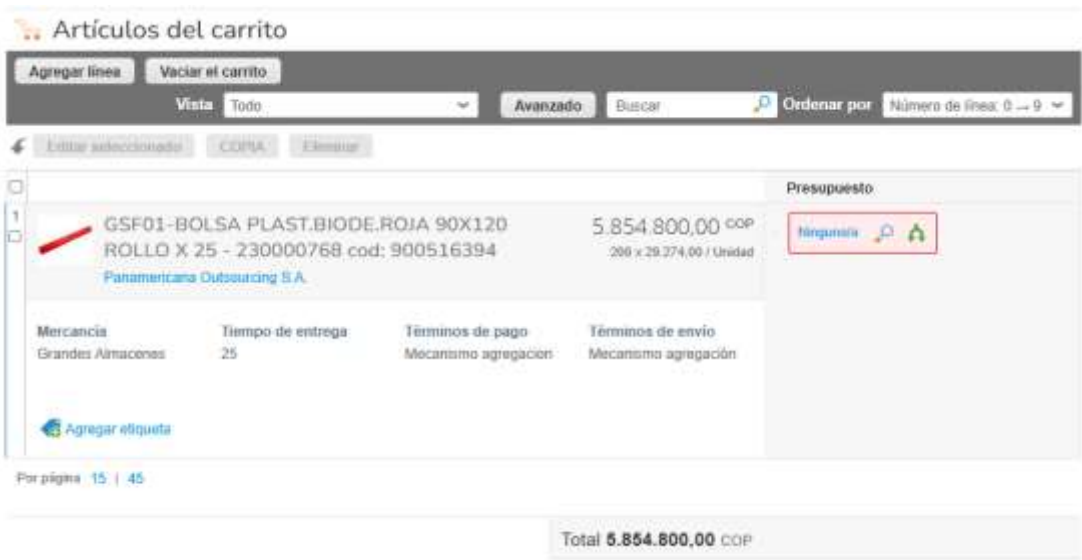 Artículos del carrito
Agregar línea Vaciar el carrito
Vista Todo Avanzado Buscar Ordenar por Número de línea: 0 → 9
Editar seleccionado COPIA Eliminar
Presupuesto
1
GSF01-BOLSA PLAST.BIODE.ROJA 90X120
ROLLO X 25 - 230000768 cod: 900516394
Panamericana Outsourcing S.A.
5.854.800,00 COP
200 x 29.274,00 / Unidad
Ninguno/a
Mercancía Tiempo de entrega Términos de pago Términos de envío
Grandes Almacenes 25 Mecanismo agregacion Mecanismo agregación
Agregar etiqueta
Por página 15 | 45
Total 5.854.800,00 COP